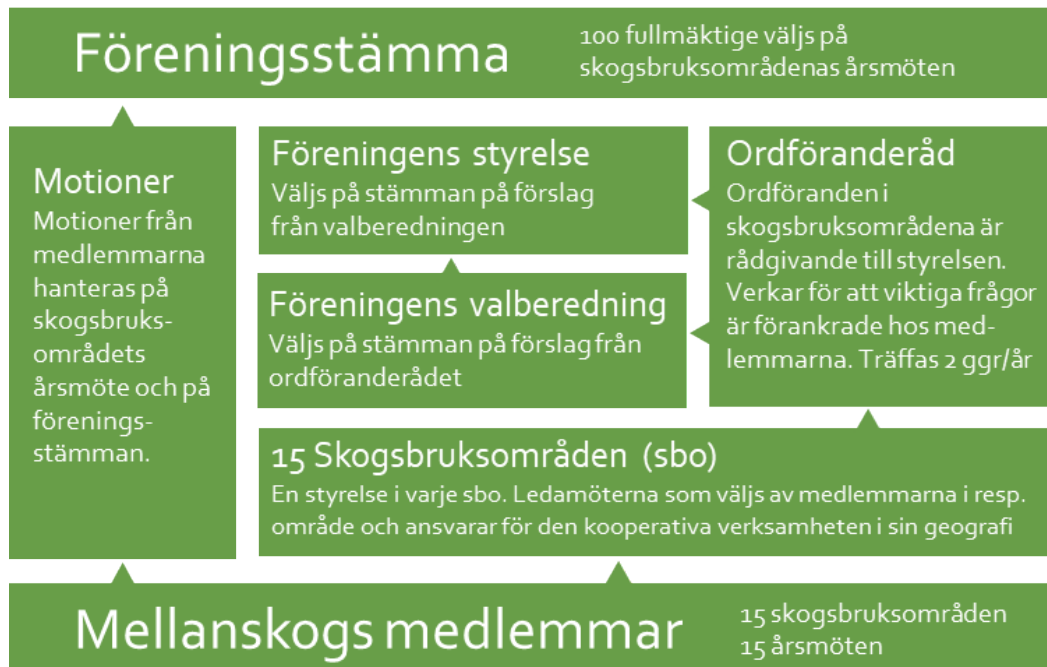 Föreningsstämma
100 fullmäktige väljs på
skogsbruksområdenas årsmöten
Motioner
Motioner från
medlemmarna
hanteras på
skogsbruks-
områdets
årsmöte och på
förenings-
stämman.
Föreningens styrelse
Väljs på stämman på förslag
från valberedningen
Föreningens valberedning
Väljs på stämman på förslag från
ordföranderådet
Ordföranderåd
Ordföranden i
skogsbruksområdena är
rådgivande till styrelsen.
Verkar för att viktiga frågor
är förankrade hos med-
lemmarna. Träffas 2 ggr/år
15 Skogsbruksområden (sbo)
En styrelse i varje sbo. Ledamöterna som väljs av medlemmarna i resp.
område och ansvarar för den kooperativa verksamheten i sin geografi
Mellanskogs medlemmar
15 skogsbruksområden
15 årsmöten